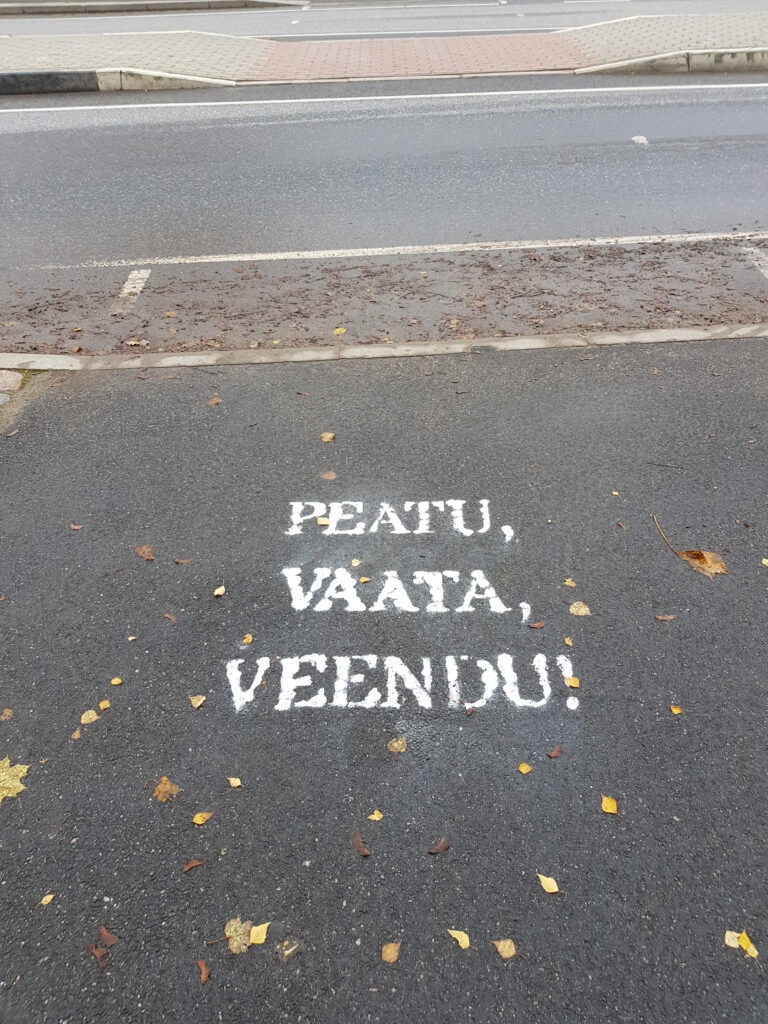 PEATU,
VAATA,
VEENDU!